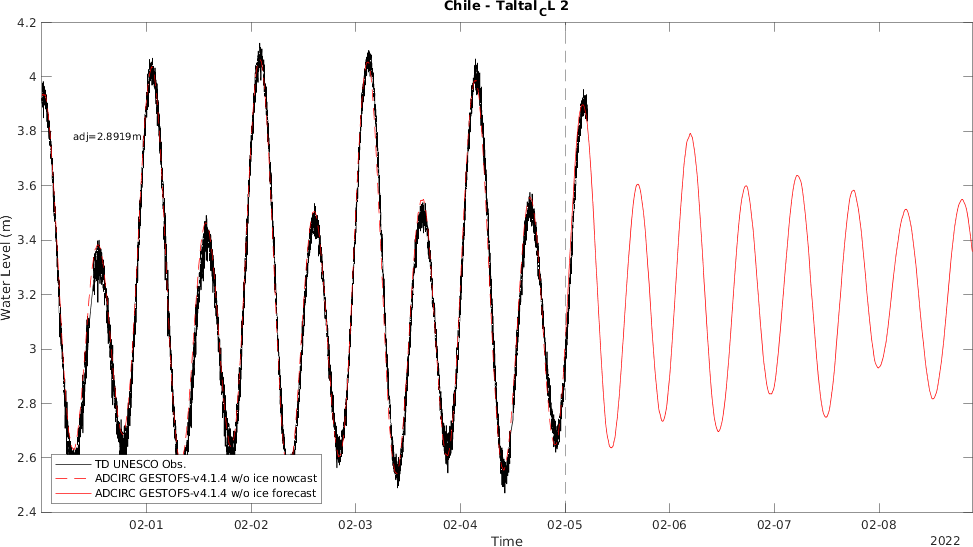 Chile - Taltal_CL 2
4.2
4
3.8
3.6
3.4
3.2
3
2.8
2.6
2.4
Water Level (m)
adj=2.8919m
TD UNESCO Obs.
ADCIRC GESTOFS-v4.1.4 w/o ice nowcast
ADCIRC GESTOFS-v4.1.4 w/o ice forecast
02-01 02-02 02-03 02-04 02-05 02-06 02-07 02-08
Time
2022